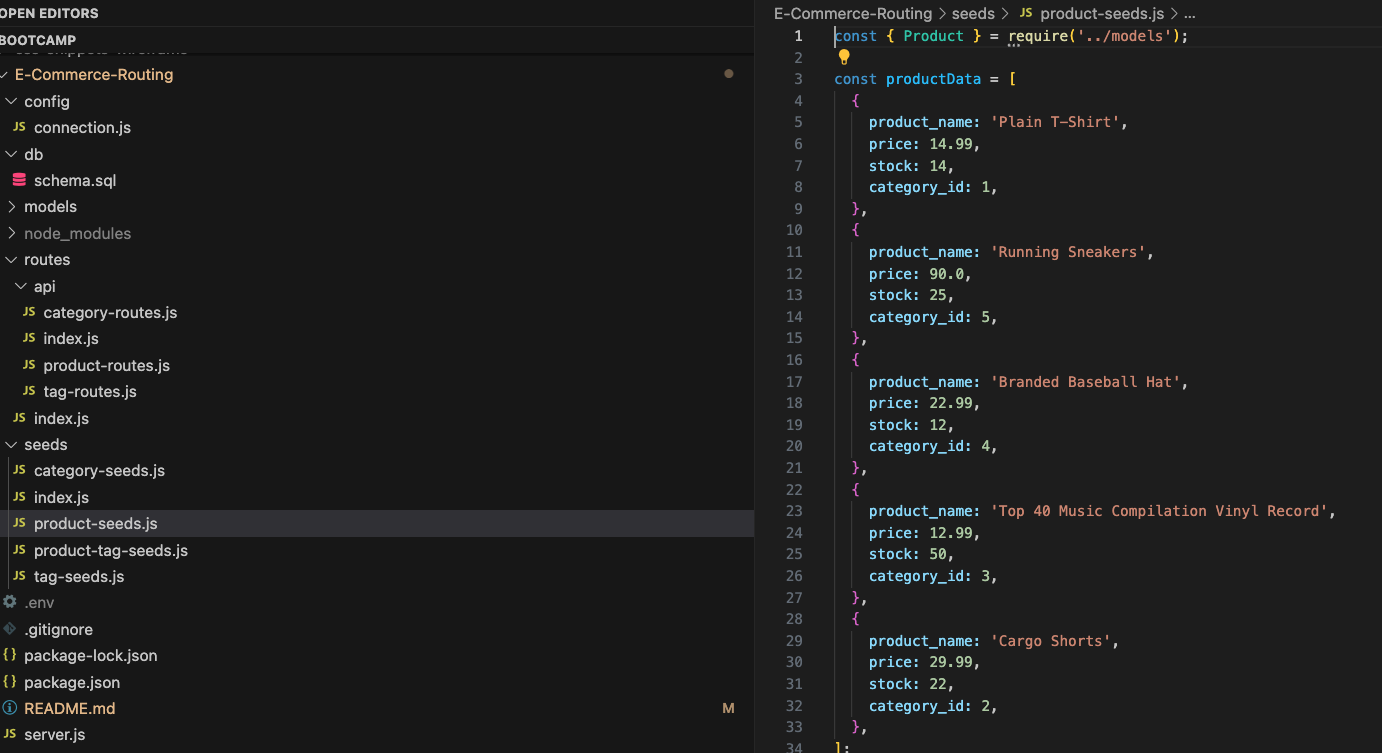 OPEN EDITORS
BOOTCAMP
E-Commerce-Routing
config
JS connection.js
db
schema.sql
models
node_modules
routes
api
JS category-routes.js
JS index.js
JS product-routes.js
JS tag-routes.js
JS index.js
seeds
JS category-seeds.js
JS index.js
JS product-seeds.js
JS product-tag-seeds.js
JS tag-seeds.js
.env
.gitignore
{} package-lock.json
{} package.json
README.md M
JS server.js
E-Commerce-Routing > seeds > JS product-seeds.js > ...
1 const { Product } = require('../models');
2
3 const productData = [
4 {
5 product_name: 'Plain T-Shirt',
6 price: 14.99,
7 stock: 14,
8 category_id: 1,
9 },
10 {
11 product_name: 'Running Sneakers',
12 price: 90.0,
13 stock: 25,
14 category_id: 5,
15 },
16 {
17 product_name: 'Branded Baseball Hat',
18 price: 22.99,
19 stock: 12,
20 category_id: 4,
21 },
22 {
23 product_name: 'Top 40 Music Compilation Vinyl Record',
24 price: 12.99,
25 stock: 50,
26 category_id: 3,
27 },
28 {
29 product_name: 'Cargo Shorts',
30 price: 29.99,
31 stock: 22,
32 category_id: 2,
33 },
34 ];